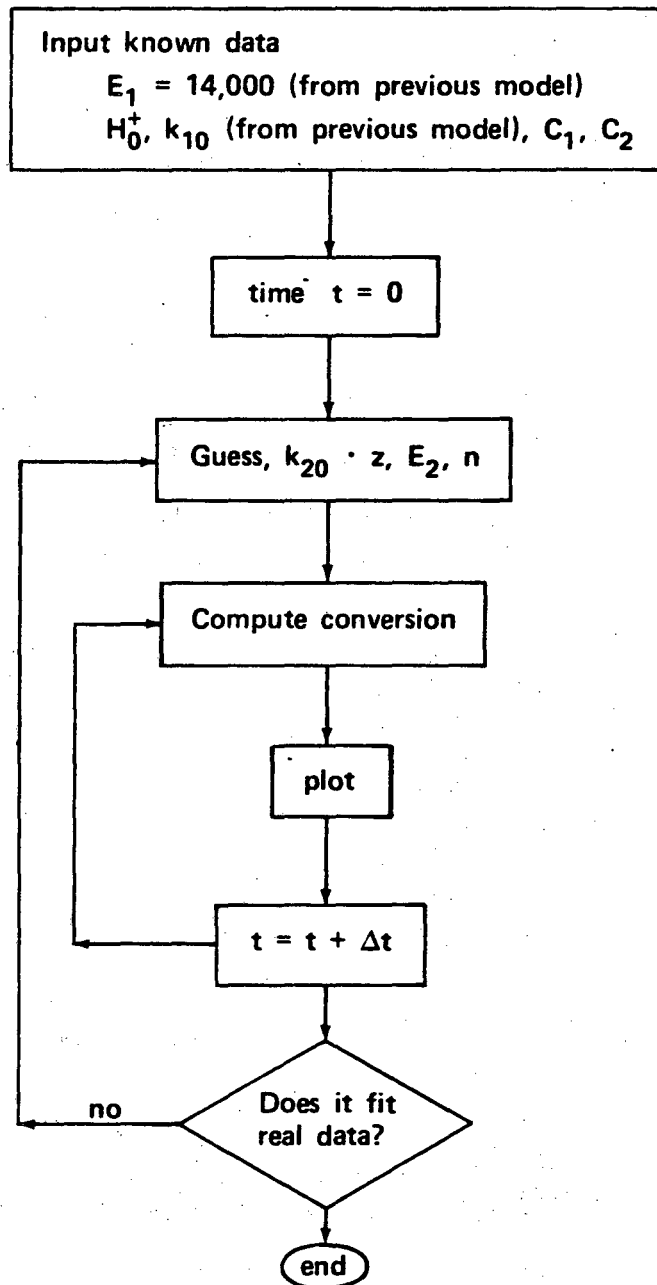 Input known data
E₁ = 14,000 (from previous model)
H₀⁺, k₁₀ (from previous model), C₁, C₂
time t = 0
Guess, k₂₀ · z, E₂, n
Compute conversion
plot
t = t + Δt
Does it fit
real data?
no
end